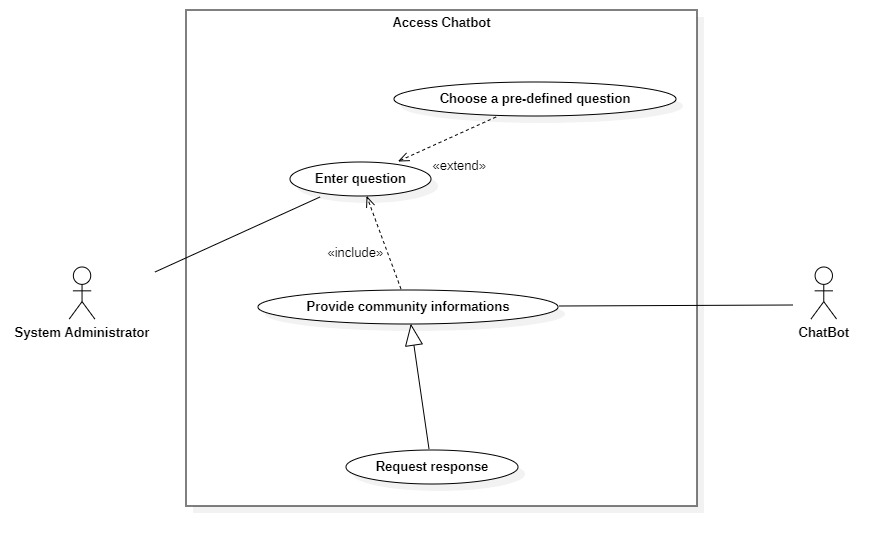 Access Chatbot
Choose a pre-defined question
«extend»
Enter question
«include»
Provide community informations
System Administrator
ChatBot
Request response